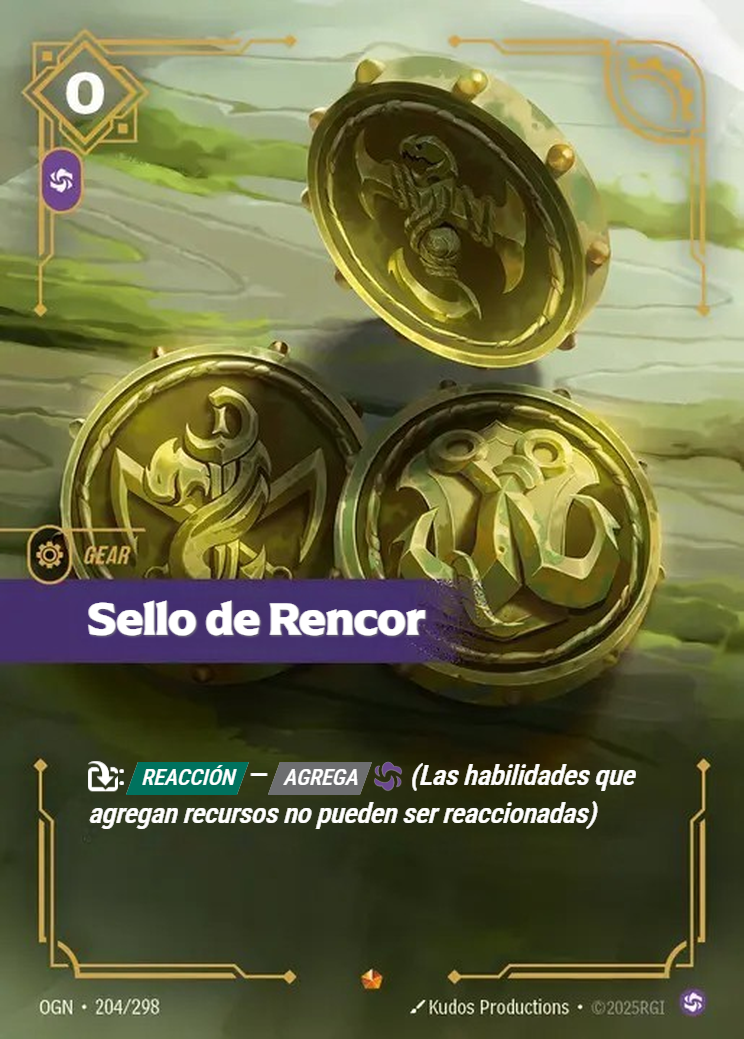 0
GEAR
Sello de Rencor
: REACCIÓN — AGREGA (Las habilidades que
agregan recursos no pueden ser reaccionadas)
OGN • 204/298
Kudos Productions • ©2025RGI